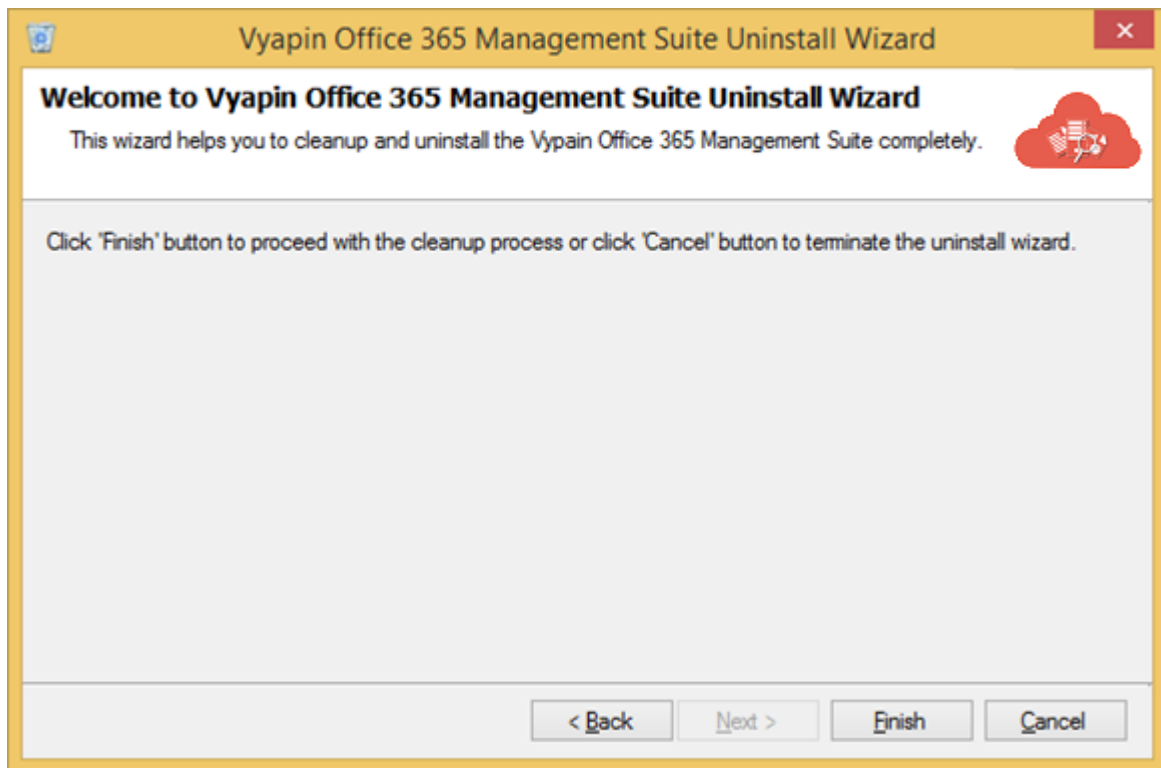 Vyapin Office 365 Management Suite Uninstall Wizard
×
Welcome to Vyapin Office 365 Management Suite Uninstall Wizard
This wizard helps you to cleanup and uninstall the Vypain Office 365 Management Suite completely.
Click 'Finish' button to proceed with the cleanup process or click 'Cancel' button to terminate the uninstall wizard.
< Back Next > Finish Cancel